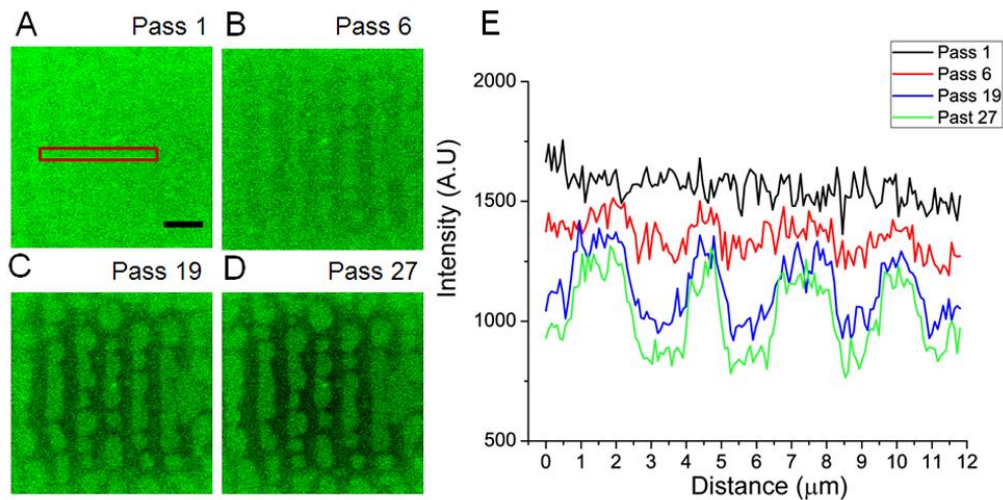 A Pass 1
B Pass 6
C Pass 19
D Pass 27
E
Pass 1
Pass 6
Pass 19
Past 27
2000
1500
1000
500
Intensity (A.U)
0 1 2 3 4 5 6 7 8 9 10 11 12
Distance (μm)